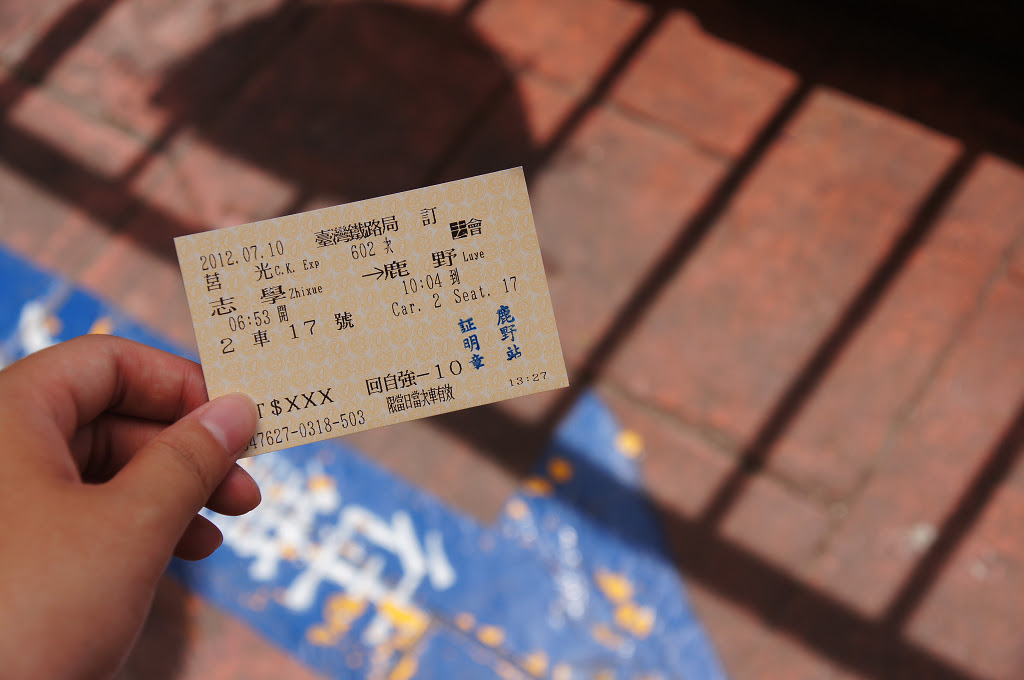 2012.07.10 臺灣鐵路局 訂
莒光 C.K. Exp 602 次 會
志學 Zhixue →鹿野 Luye
06:53 開 10:04 到
2 車 17 號 Car. 2 Seat. 17
鹿野站
証明章
T$XXX 回自強-10
47627-0318-503 限當日當次車有效
13:27